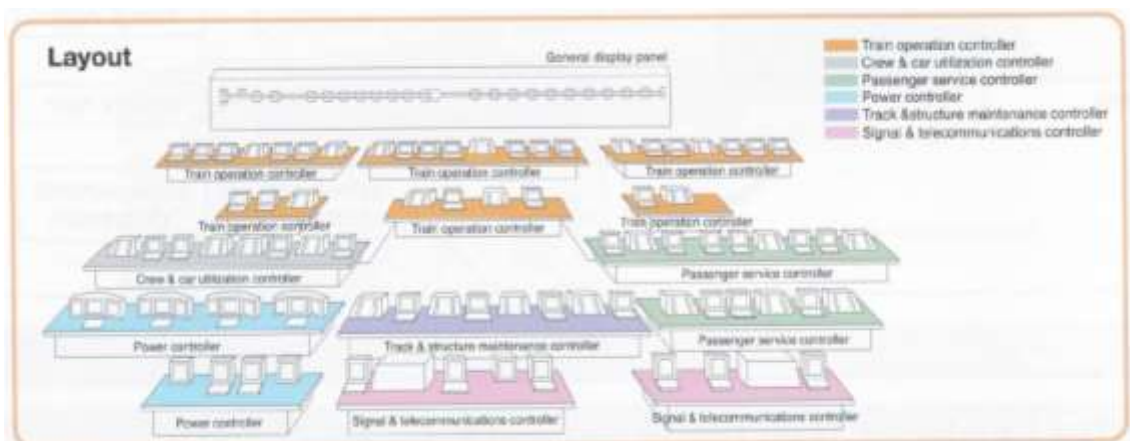 Layout
General display panel
Train operation controller
Crew & car utilization controller
Passenger service controller
Power controller
Track &structure maintenance controller
Signal & telecommunications controller
Train operation controller
Train operation controller
Train operation controller
Train operation controller
Train operation controller
Train operation controller
Crew & car utilization controller
Passenger service controller
Power controller
Track & structure maintenance controller
Passenger service controller
Power controller
Signal & telecommunications controller
Signal & telecommunications controller